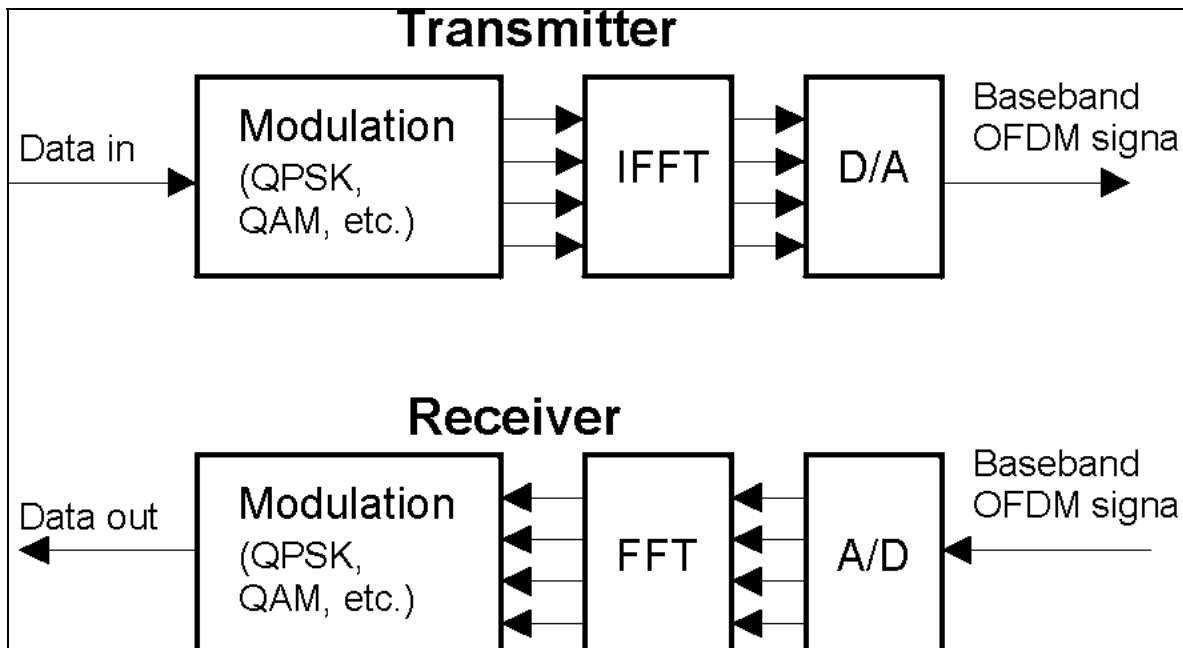 Transmitter
Data in
Modulation
(QPSK,
QAM, etc.)
IFFT
D/A
Baseband
OFDM signa
Receiver
Data out
Modulation
(QPSK,
QAM, etc.)
FFT
A/D
Baseband
OFDM signa